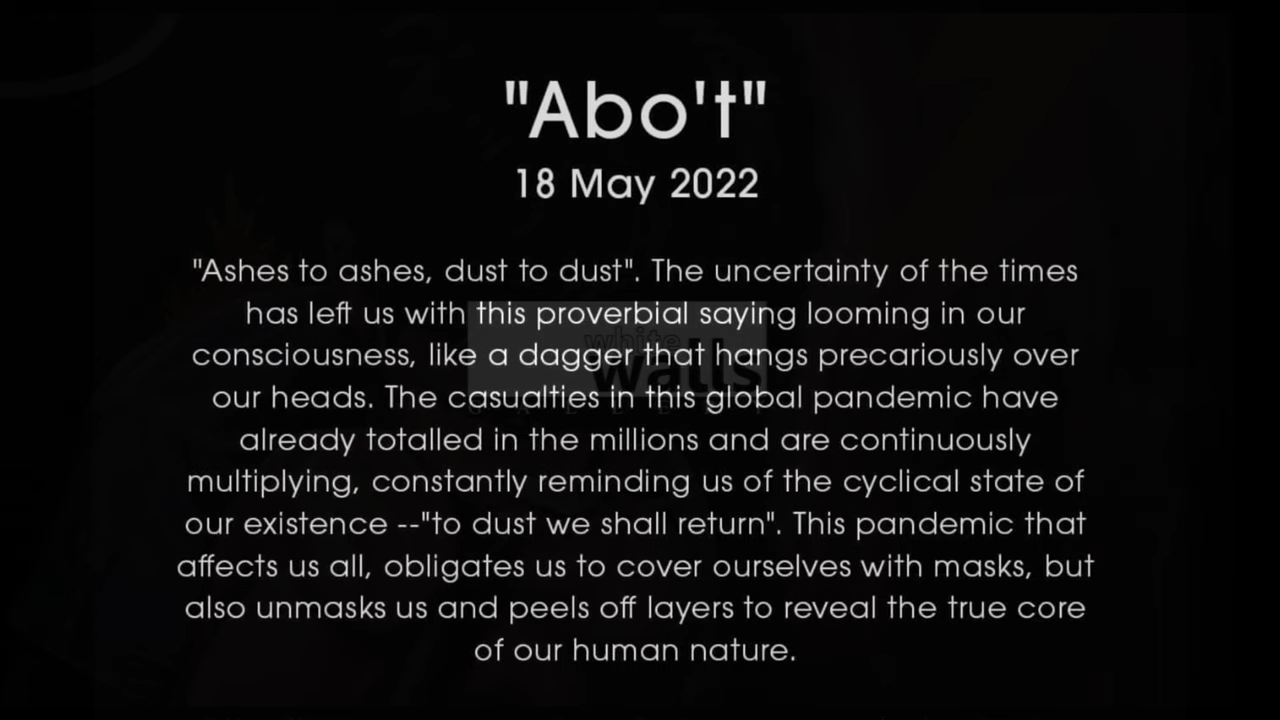 "Abo't"
18 May 2022
"Ashes to ashes, dust to dust". The uncertainty of the times
has left us with this proverbial saying looming in our
consciousness, like a dagger that hangs precariously over
our heads. The casualties in this global pandemic have
already totalled in the millions and are continuously
multiplying, constantly reminding us of the cyclical state of
our existence --"to dust we shall return". This pandemic that
affects us all, obligates us to cover ourselves with masks, but
also unmasks us and peels off layers to reveal the true core
of our human nature.
white
walls